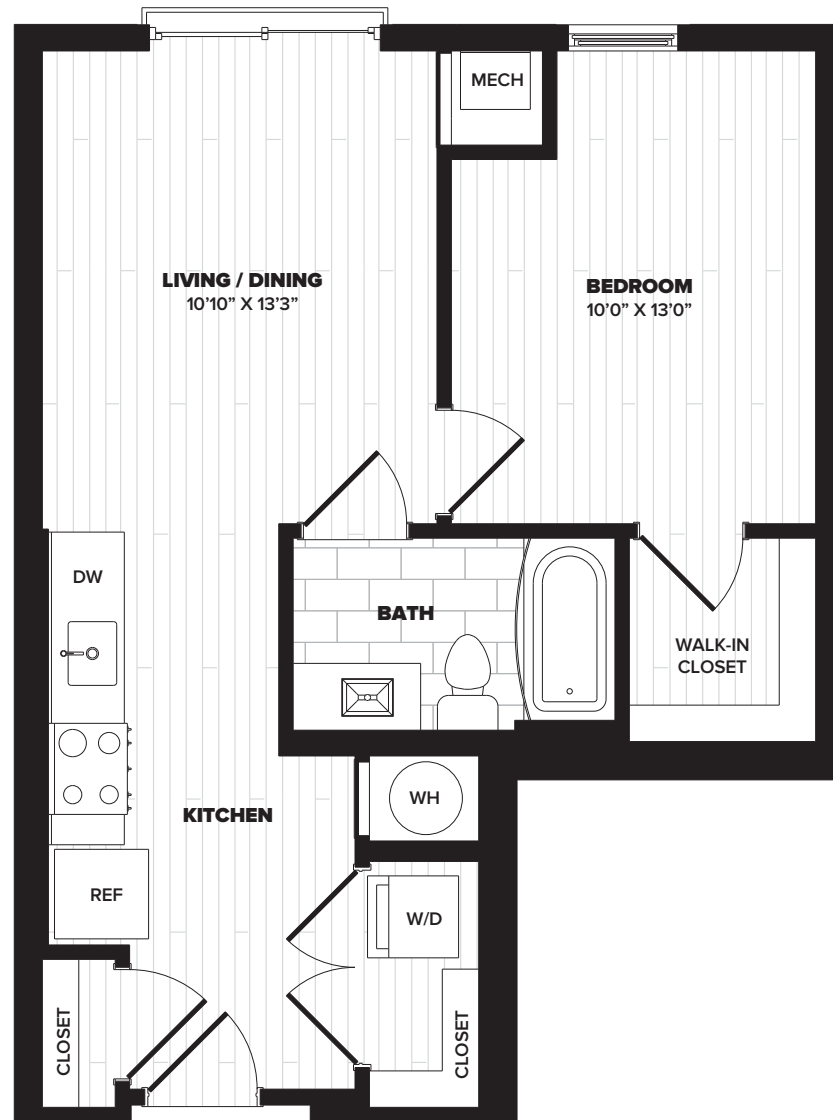 MECH
LIVING / DINING
10’10” X 13’3”
BEDROOM
10’0” X 13’0”
DW
BATH
WALK-IN
CLOSET
WH
KITCHEN
REF
W/D
CLOSET
CLOSET